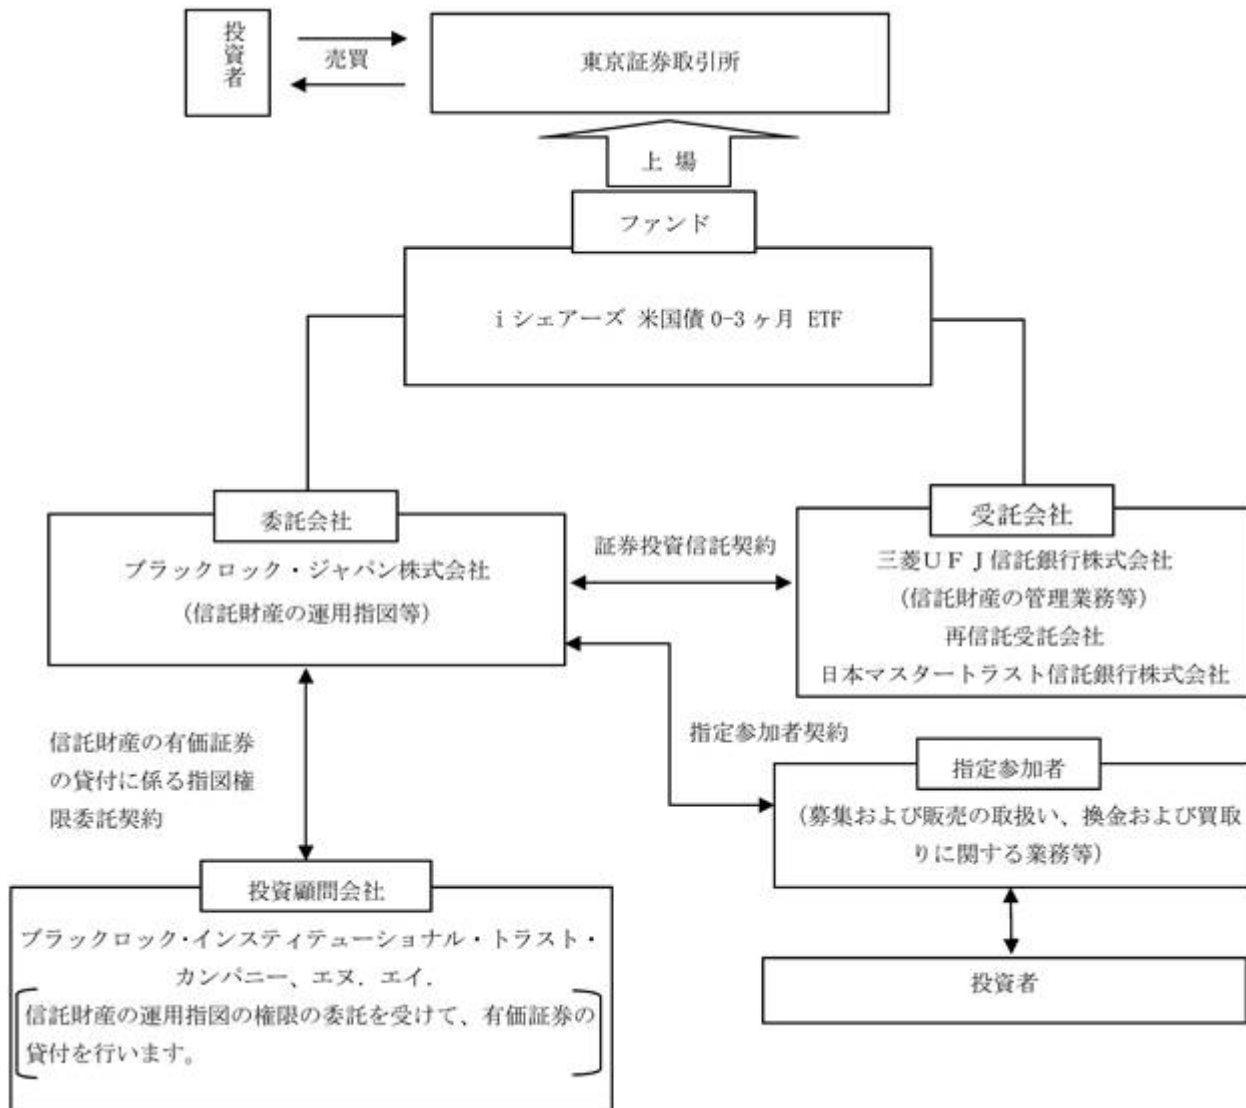 投資者
売買
東京証券取引所
上 場
ファンド
i シェアーズ 米国債 0-3 ヶ月 ETF
委託会社
ブラックロック・ジャパン株式会社
(信託財産の運用指図等)
証券投資信託契約
受託会社
三菱ＵＦＪ信託銀行株式会社
(信託財産の管理業務等)
再信託受託会社
日本マスタートラスト信託銀行株式会社
信託財産の有価証券
の貸付に係る指図権
限委託契約
指定参加者契約
指定参加者
(募集および販売の取扱い、換金および買取
りに関する業務等)
投資顧問会社
ブラックロック・インスティテューショナル・トラスト・
カンパニー、エヌ．エイ．
信託財産の運用指図の権限の委託を受けて、有価証券の
貸付を行います。
投資者